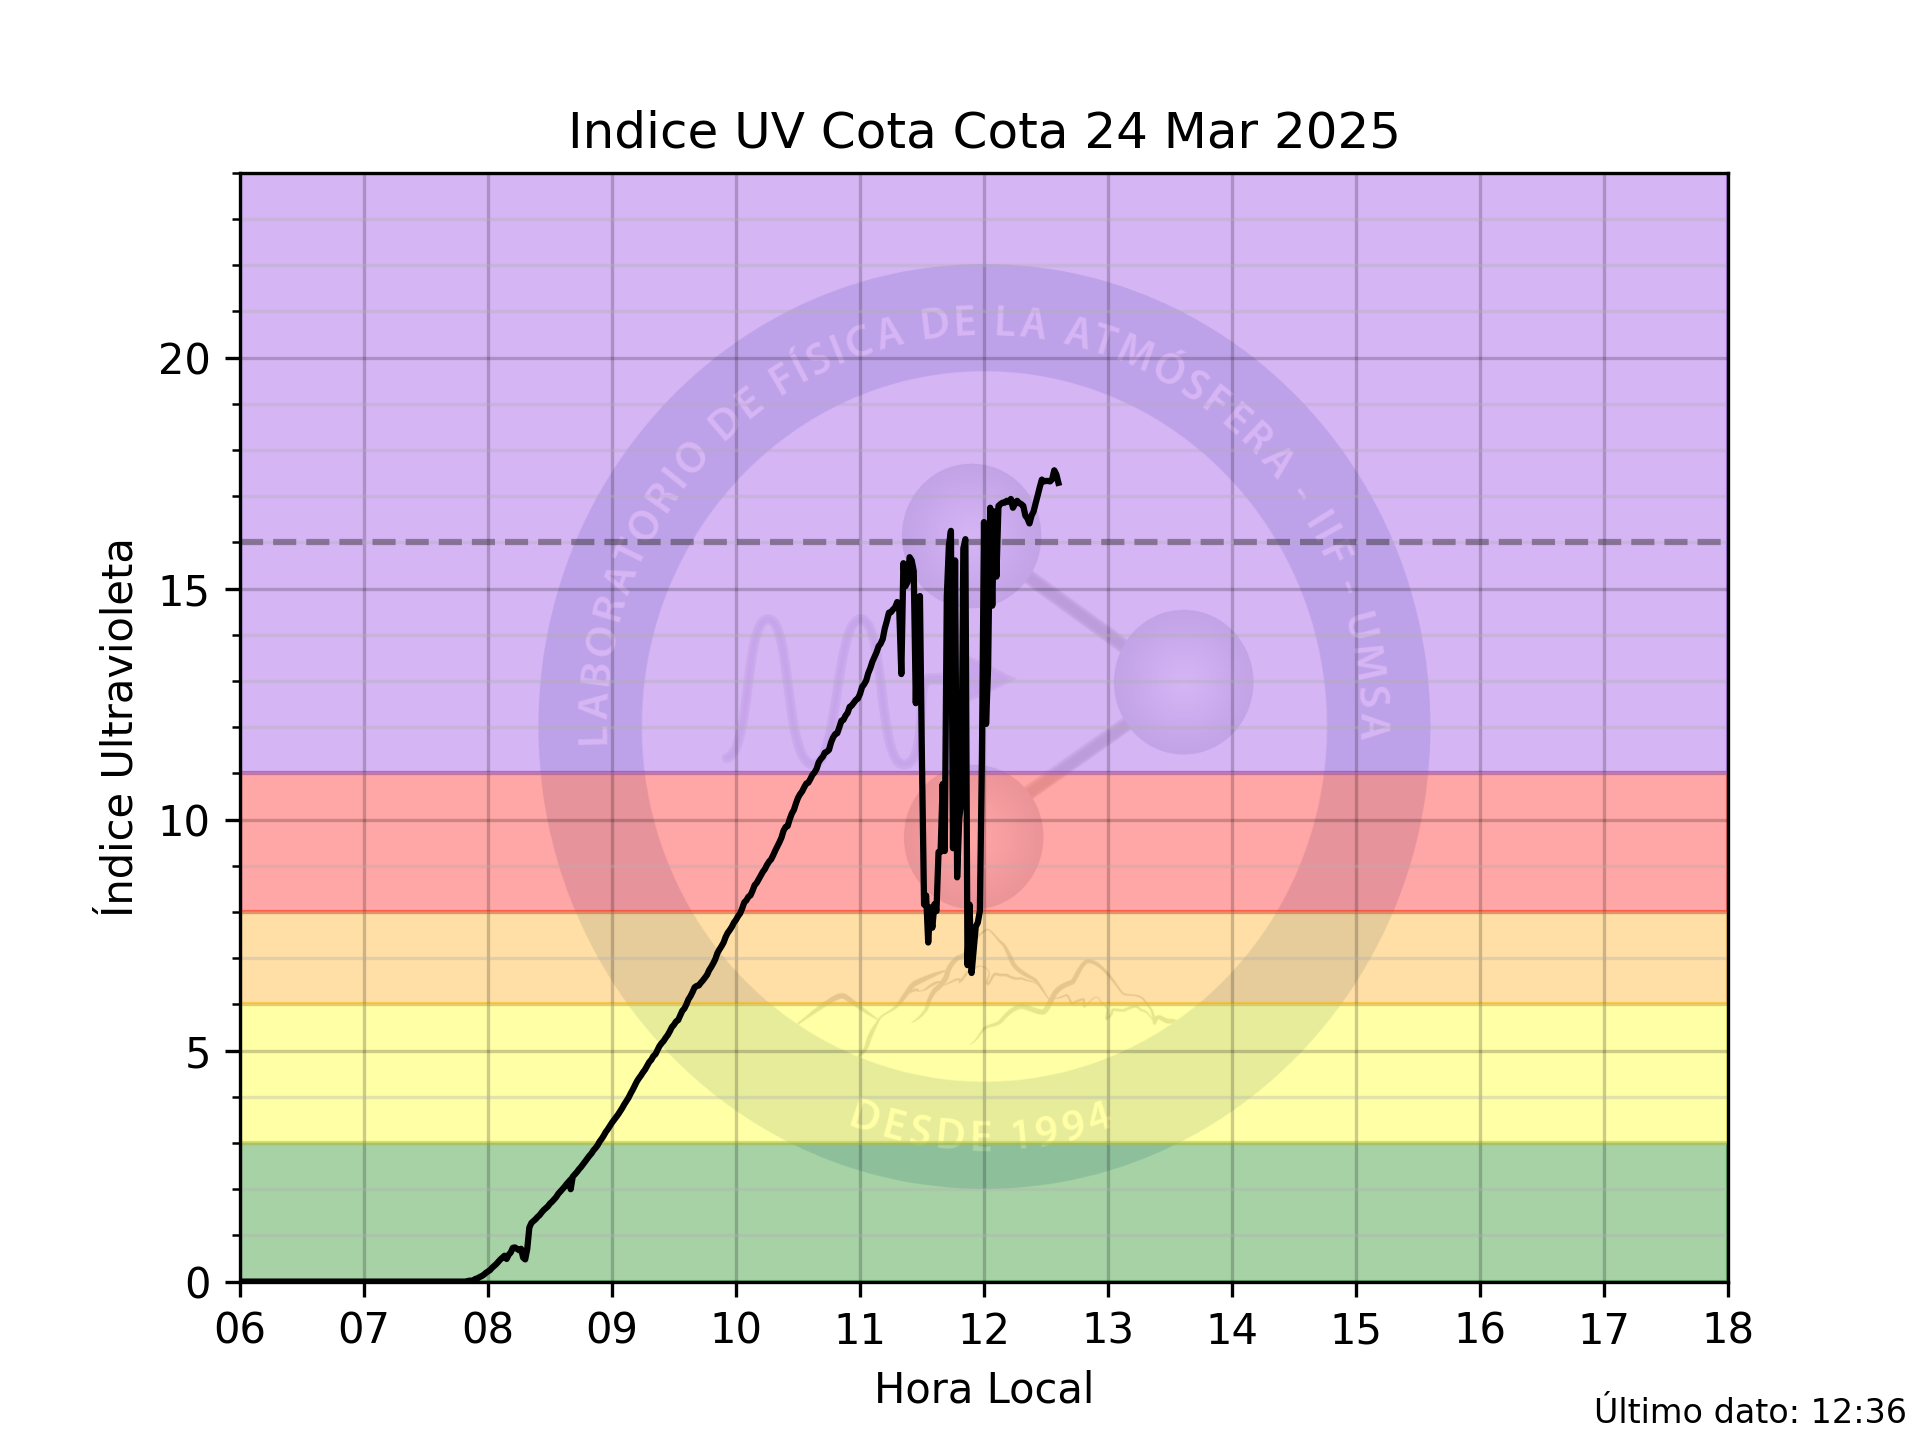 Indice UV Cota Cota 24 Mar 2025
Índice Ultravioleta
20
15
10
5
0
LABORATORIO DE FÍSICA DE LA ATMÓSFERA - IIF - UMSA
DESDE 1994
06 07 08 09 10 11 12 13 14 15 16 17 18
Hora Local
Último dato: 12:36